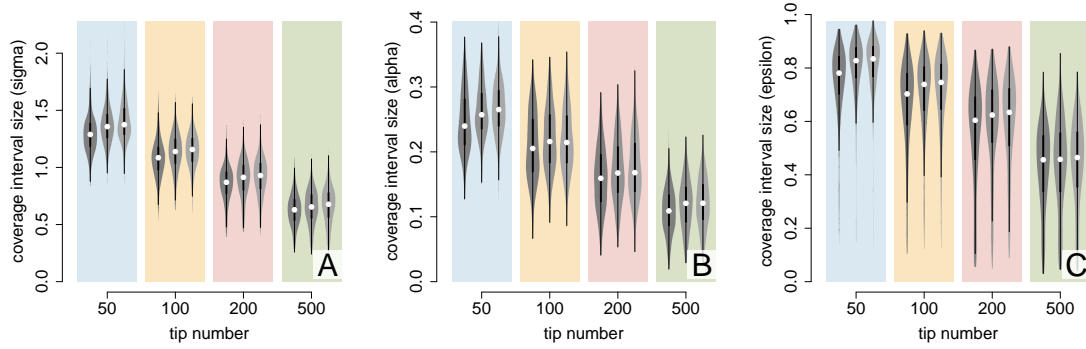 coverage interval size (sigma)
0.0 0.5 1.0 1.5 2.0
A
50 100 200 500
tip number
coverage interval size (alpha)
0.0 0.1 0.2 0.3 0.4
B
50 100 200 500
tip number
coverage interval size (epsilon)
0.0 0.2 0.4 0.6 0.8 1.0
C
50 100 200 500
tip number